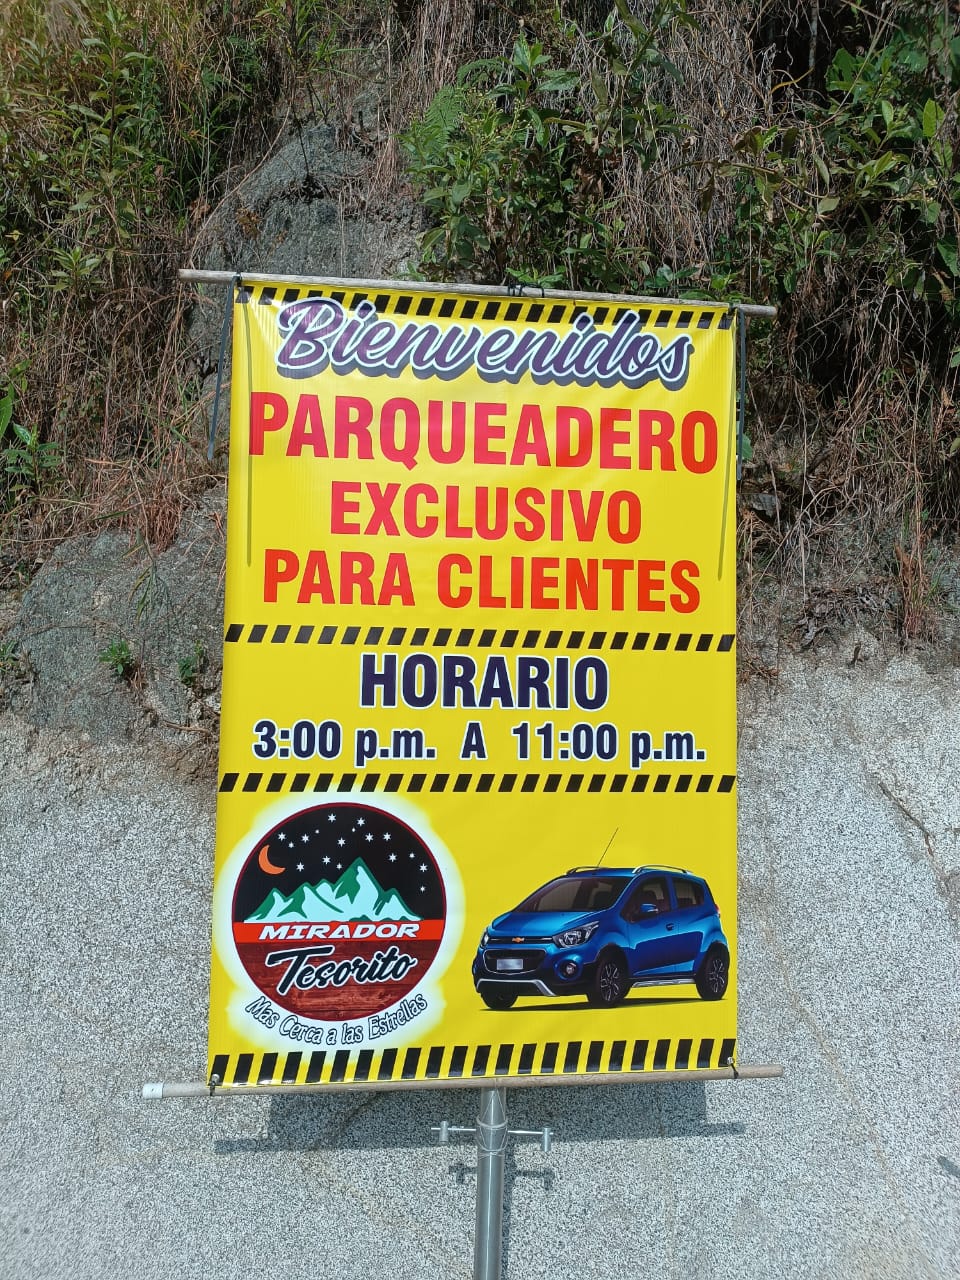 Bienvenidos
PARQUEADERO
EXCLUSIVO
PARA CLIENTES
HORARIO
3:00 p.m. A 11:00 p.m.
MIRADOR
Tesorito
Mas Cerca a las Estrellas